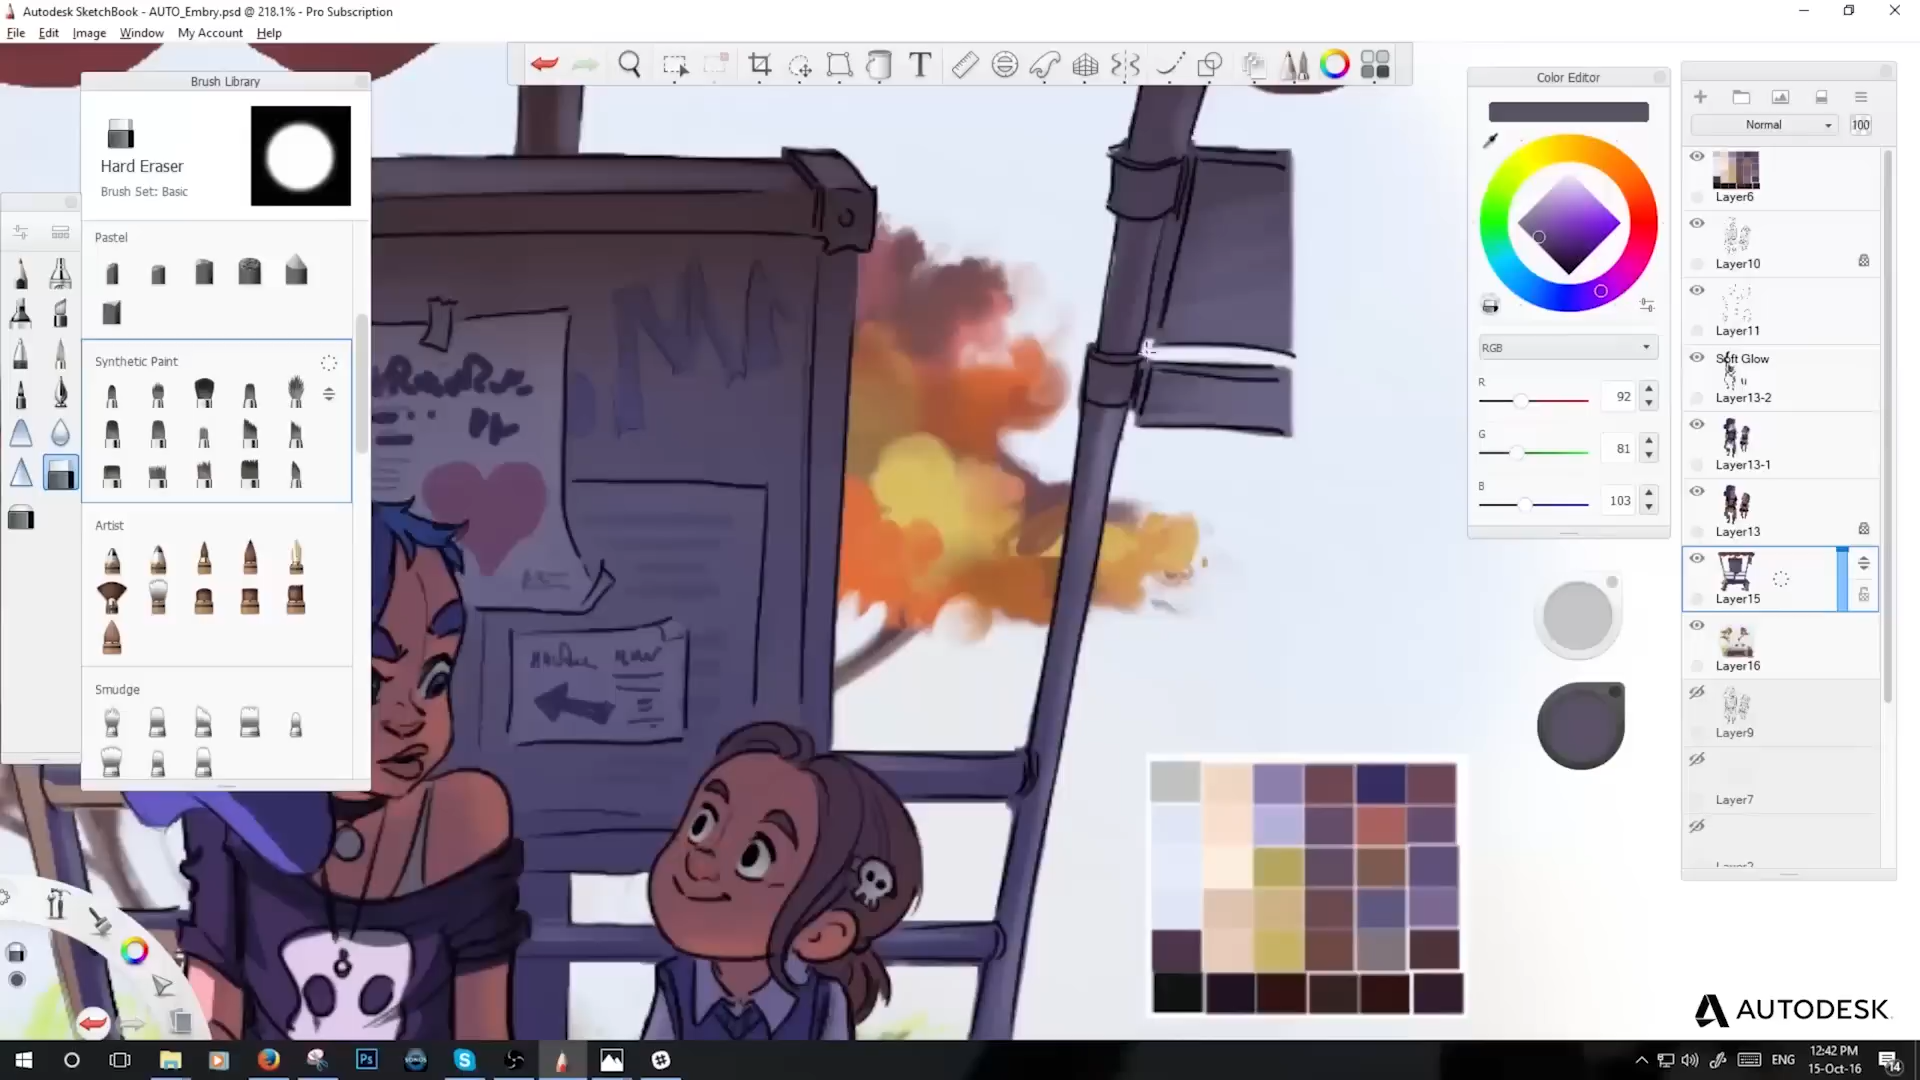 Autodesk SketchBook - AUTO_Embry.psd @ 218.1% - Pro Subscription
File Edit Image Window My Account Help
Brush Library
Hard Eraser
Brush Set: Basic
Pastel
Synthetic Paint
Artist
Smudge
T
Color Editor
RGB
R 92
G 81
B 103
Normal 100
Layer6
Layer10
Layer11
Soft Glow
Layer13-2
Layer13-1
Layer13
Layer15
Layer16
Layer9
Layer7
AUTODESK.
Ps
SONOS
S
ENG
12:42 PM
15-Oct-16
14